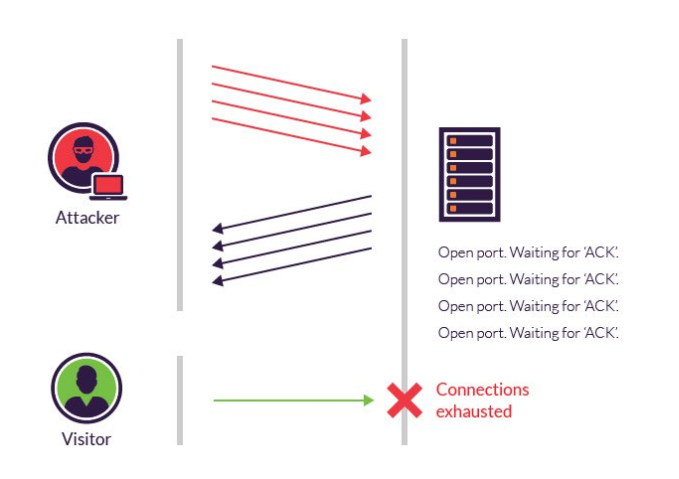 Attacker
Open port. Waiting for ‘ACK’.
Open port. Waiting for ‘ACK’.
Open port. Waiting for ‘ACK’.
Open port. Waiting for ‘ACK’.
Connections
exhausted
Visitor